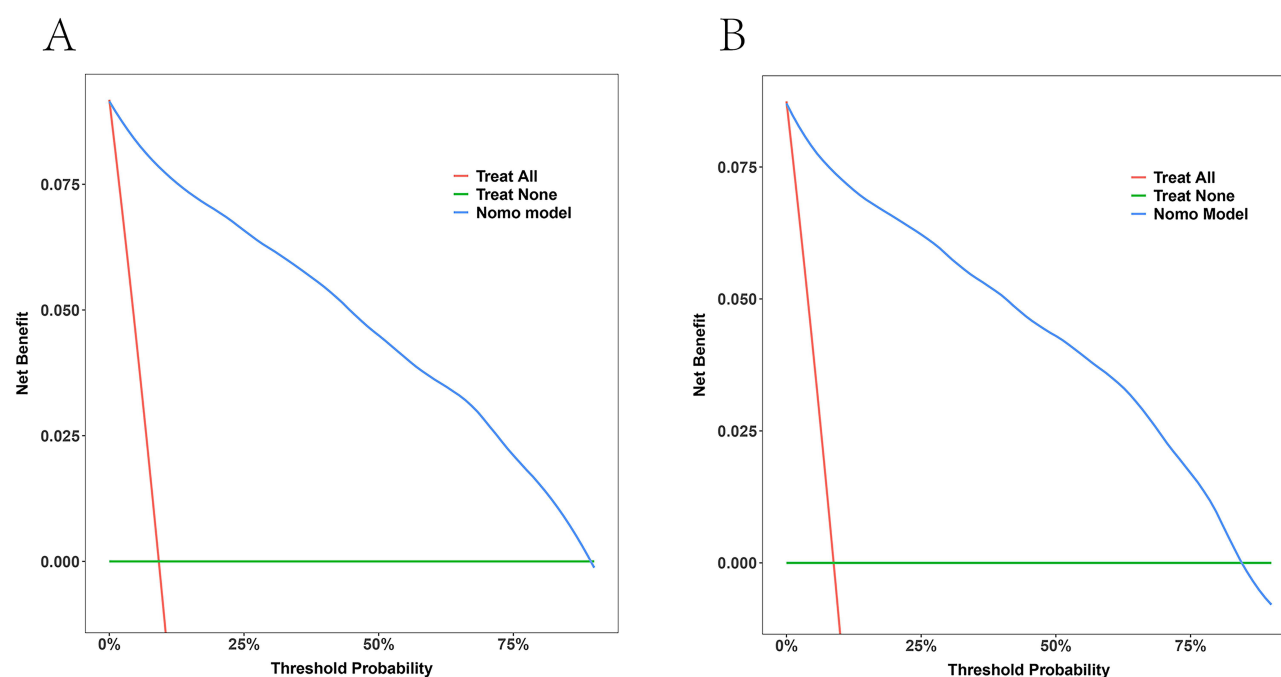 A
Net Benefit
0.075
0.050
0.025
0.000
Treat All
Treat None
Nomo model
0%
25%
50%
75%
Threshold Probability
B
Net Benefit
0.075
0.050
0.025
0.000
Treat All
Treat None
Nomo Model
0%
25%
50%
75%
Threshold Probability